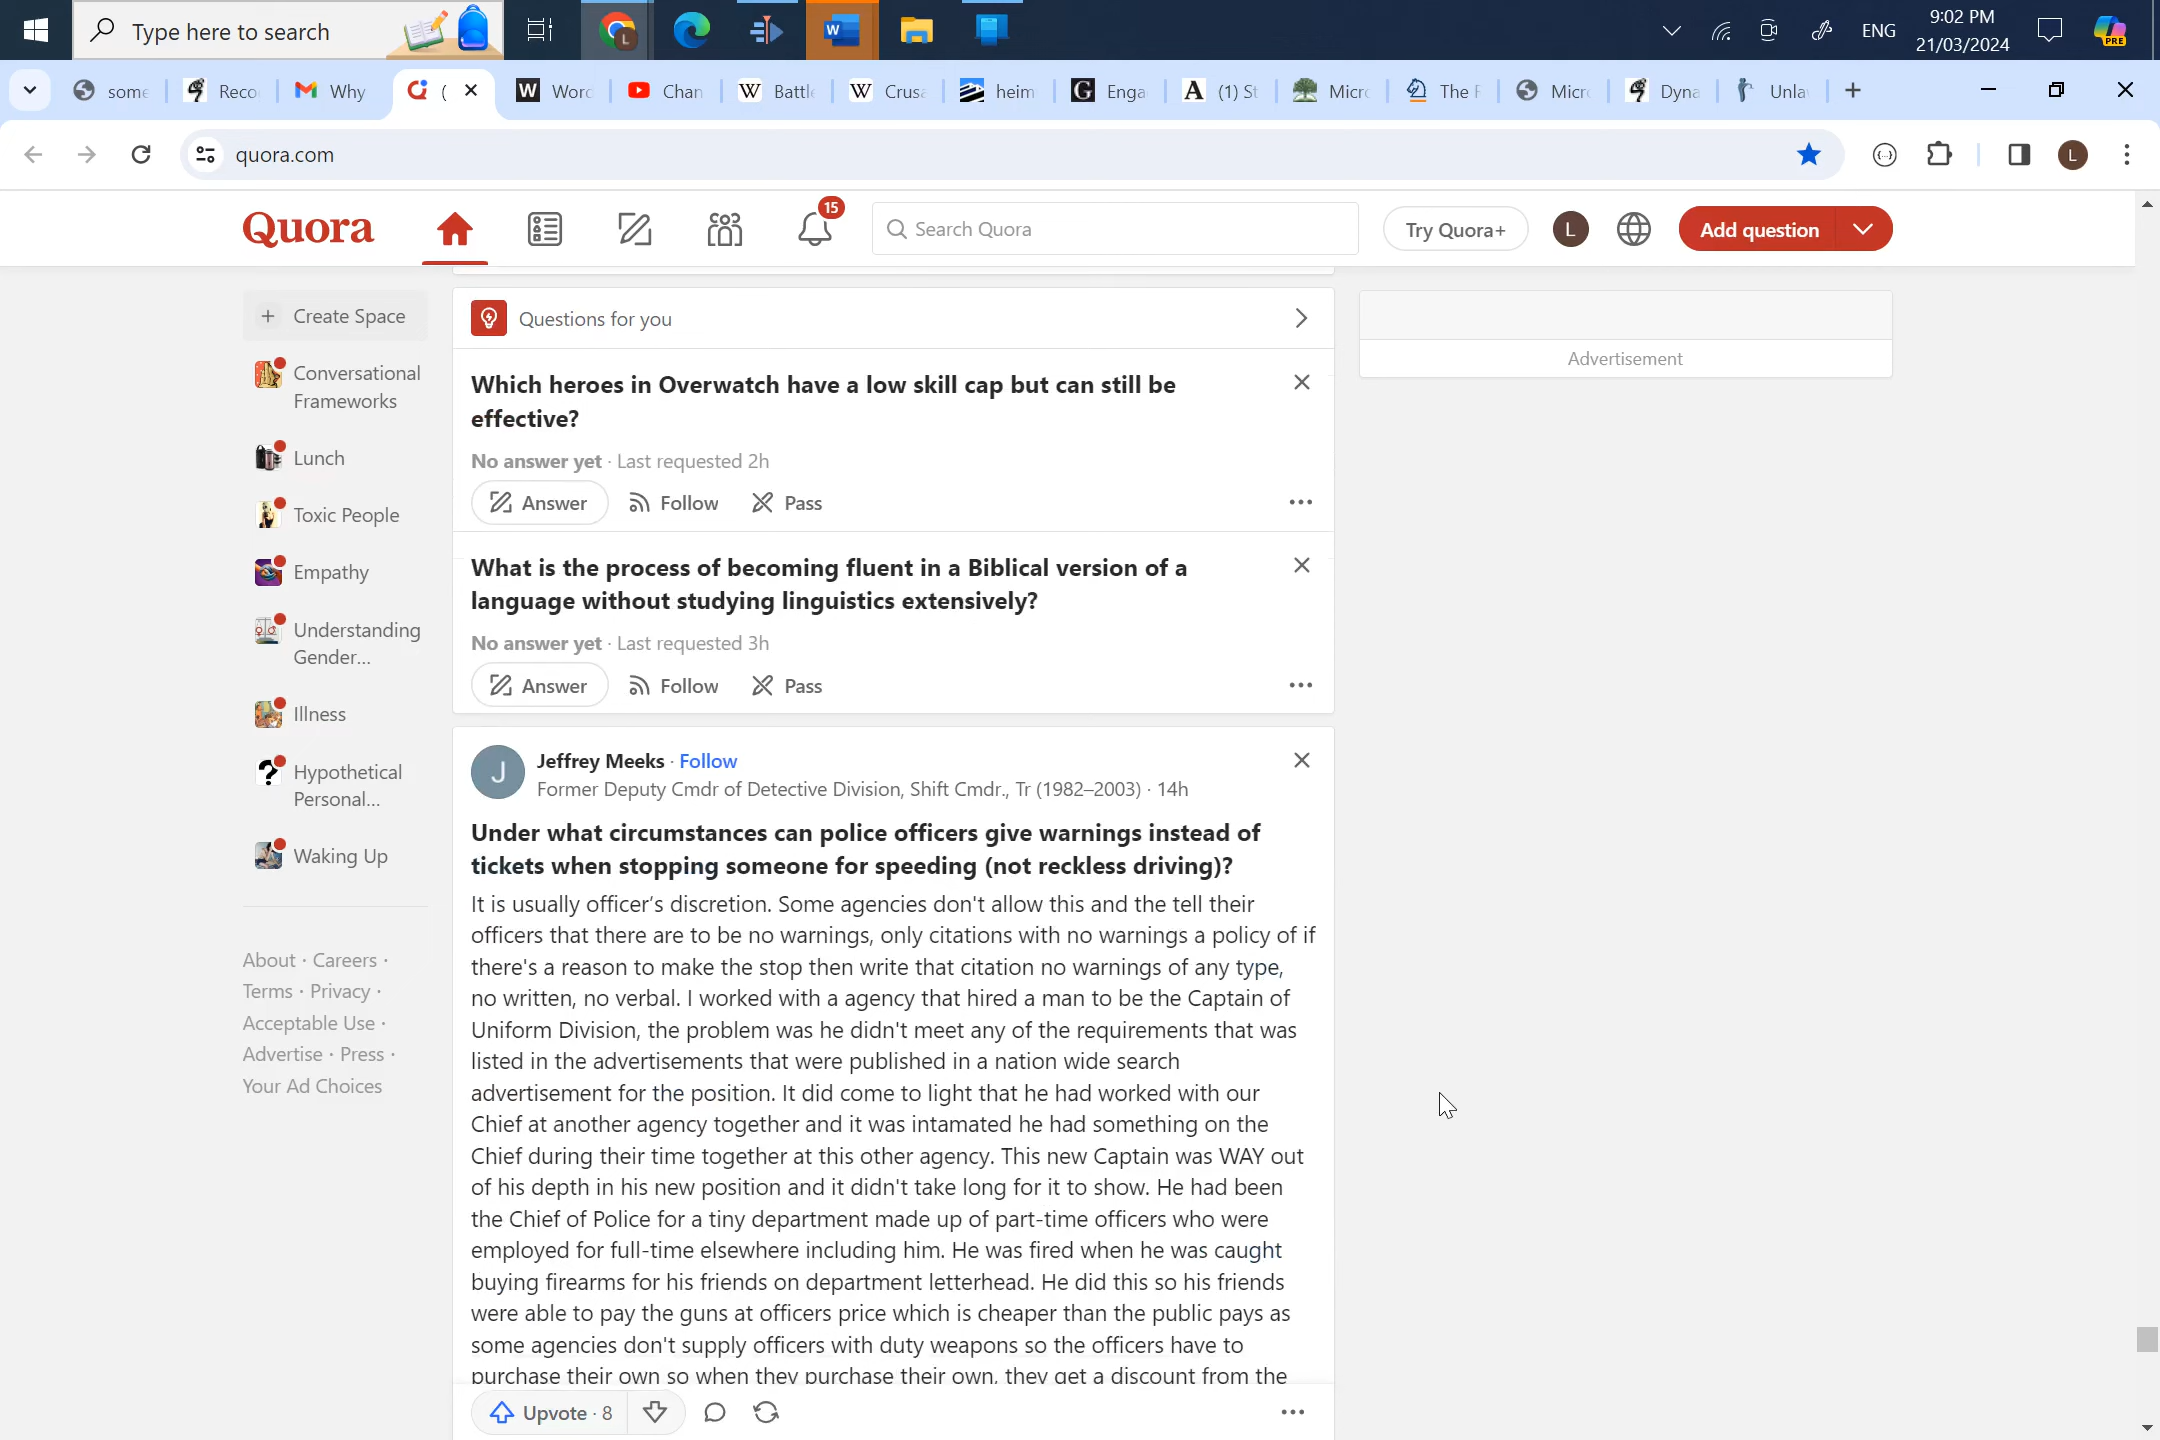 Type here to search
ENG
9:02 PM
21/03/2024
PRE
some
Reco
Why
(
Word
Chan
Battle
Crusa
heim
Enga
(1) St
Micro
The F
Micro
Dyna
Unla
quora.com
L
Quora
15
Search Quora
Try Quora+
L
Add question
Create Space
Conversational
Frameworks
Lunch
Toxic People
Empathy
Understanding
Gender...
Illness
Hypothetical
Personal...
Waking Up
About · Careers ·
Terms · Privacy ·
Acceptable Use ·
Advertise · Press ·
Your Ad Choices
Questions for you
Which heroes in Overwatch have a low skill cap but can still be
effective?
No answer yet · Last requested 2h
Answer Follow Pass
What is the process of becoming fluent in a Biblical version of a
language without studying linguistics extensively?
No answer yet · Last requested 3h
Answer Follow Pass
J
Jeffrey Meeks · Follow
Former Deputy Cmdr of Detective Division, Shift Cmdr., Tr (1982–2003) · 14h
Under what circumstances can police officers give warnings instead of
tickets when stopping someone for speeding (not reckless driving)?
It is usually officer’s discretion. Some agencies don't allow this and the tell their
officers that there are to be no warnings, only citations with no warnings a policy of if
there's a reason to make the stop then write that citation no warnings of any type,
no written, no verbal. I worked with a agency that hired a man to be the Captain of
Uniform Division, the problem was he didn't meet any of the requirements that was
listed in the advertisements that were published in a nation wide search
advertisement for the position. It did come to light that he had worked with our
Chief at another agency together and it was intamated he had something on the
Chief during their time together at this other agency. This new Captain was WAY out
of his depth in his new position and it didn't take long for it to show. He had been
the Chief of Police for a tiny department made up of part-time officers who were
employed for full-time elsewhere including him. He was fired when he was caught
buying firearms for his friends on department letterhead. He did this so his friends
were able to pay the guns at officers price which is cheaper than the public pays as
some agencies don't supply officers with duty weapons so the officers have to
purchase their own so when they purchase their own, they get a discount from the
Upvote · 8
Advertisement